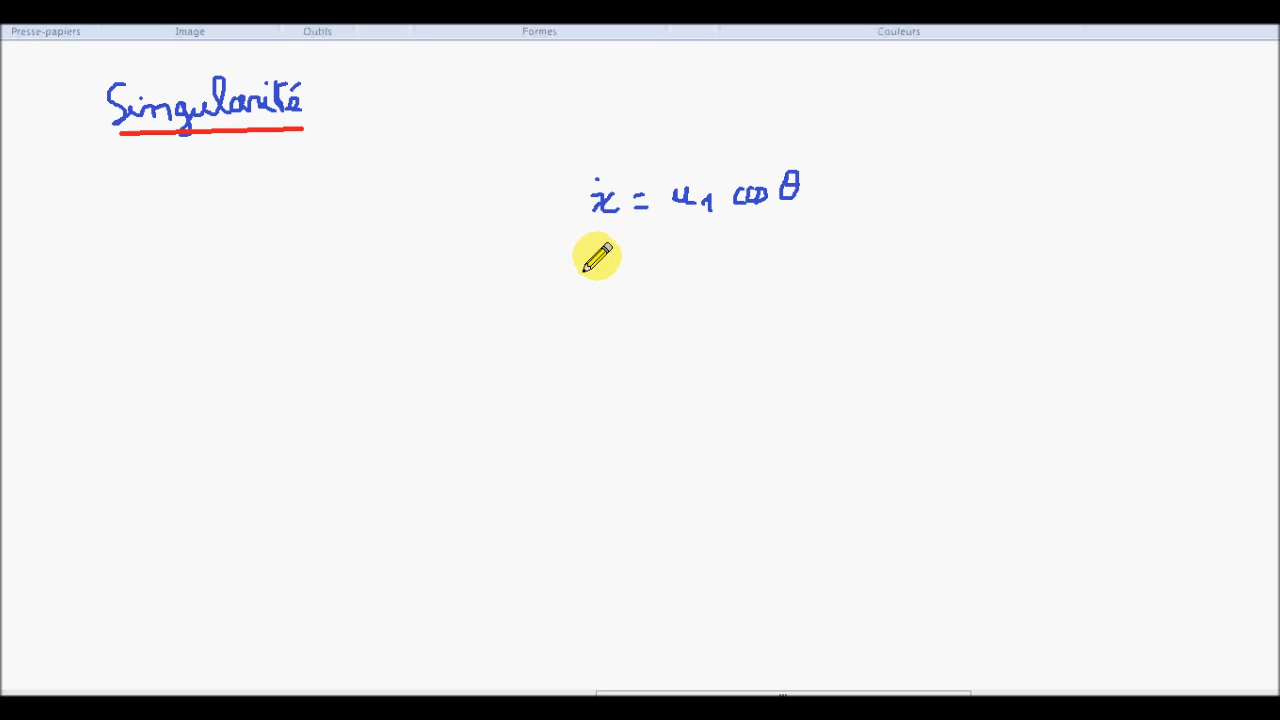 Presse-papiers Image Outils Formes Couleurs
Singularité
ẋ = u₁ cos θ